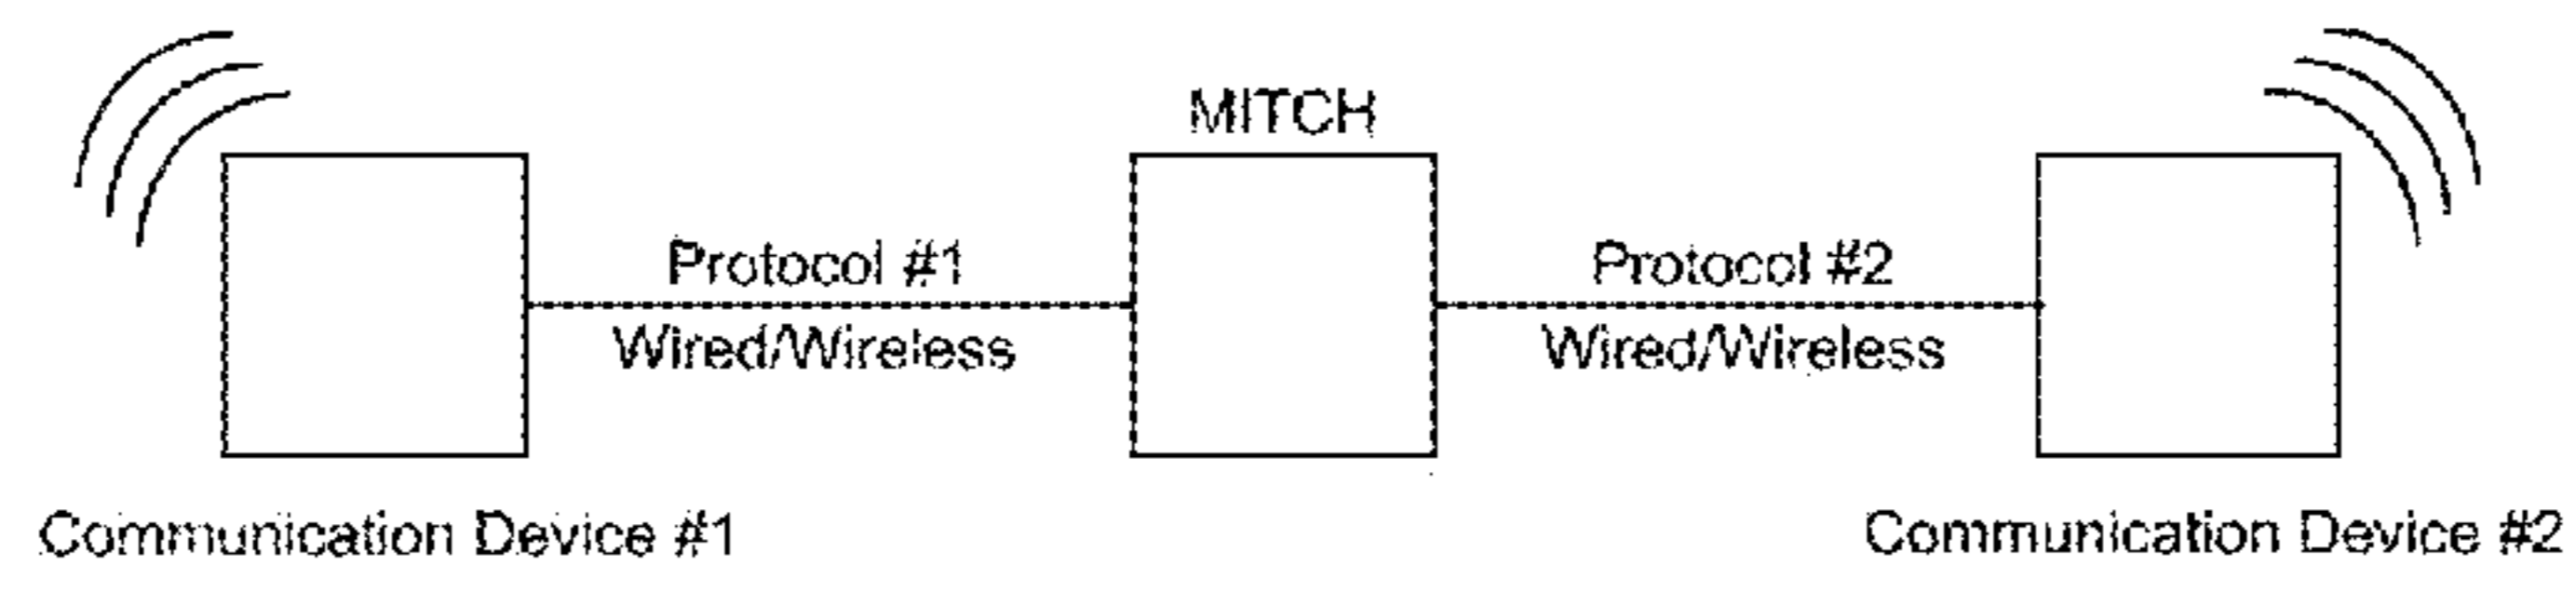 MITCH
Protocol #1
Wired/Wireless
Protocol #2
Wired/Wireless
Communication Device #1
Communication Device #2